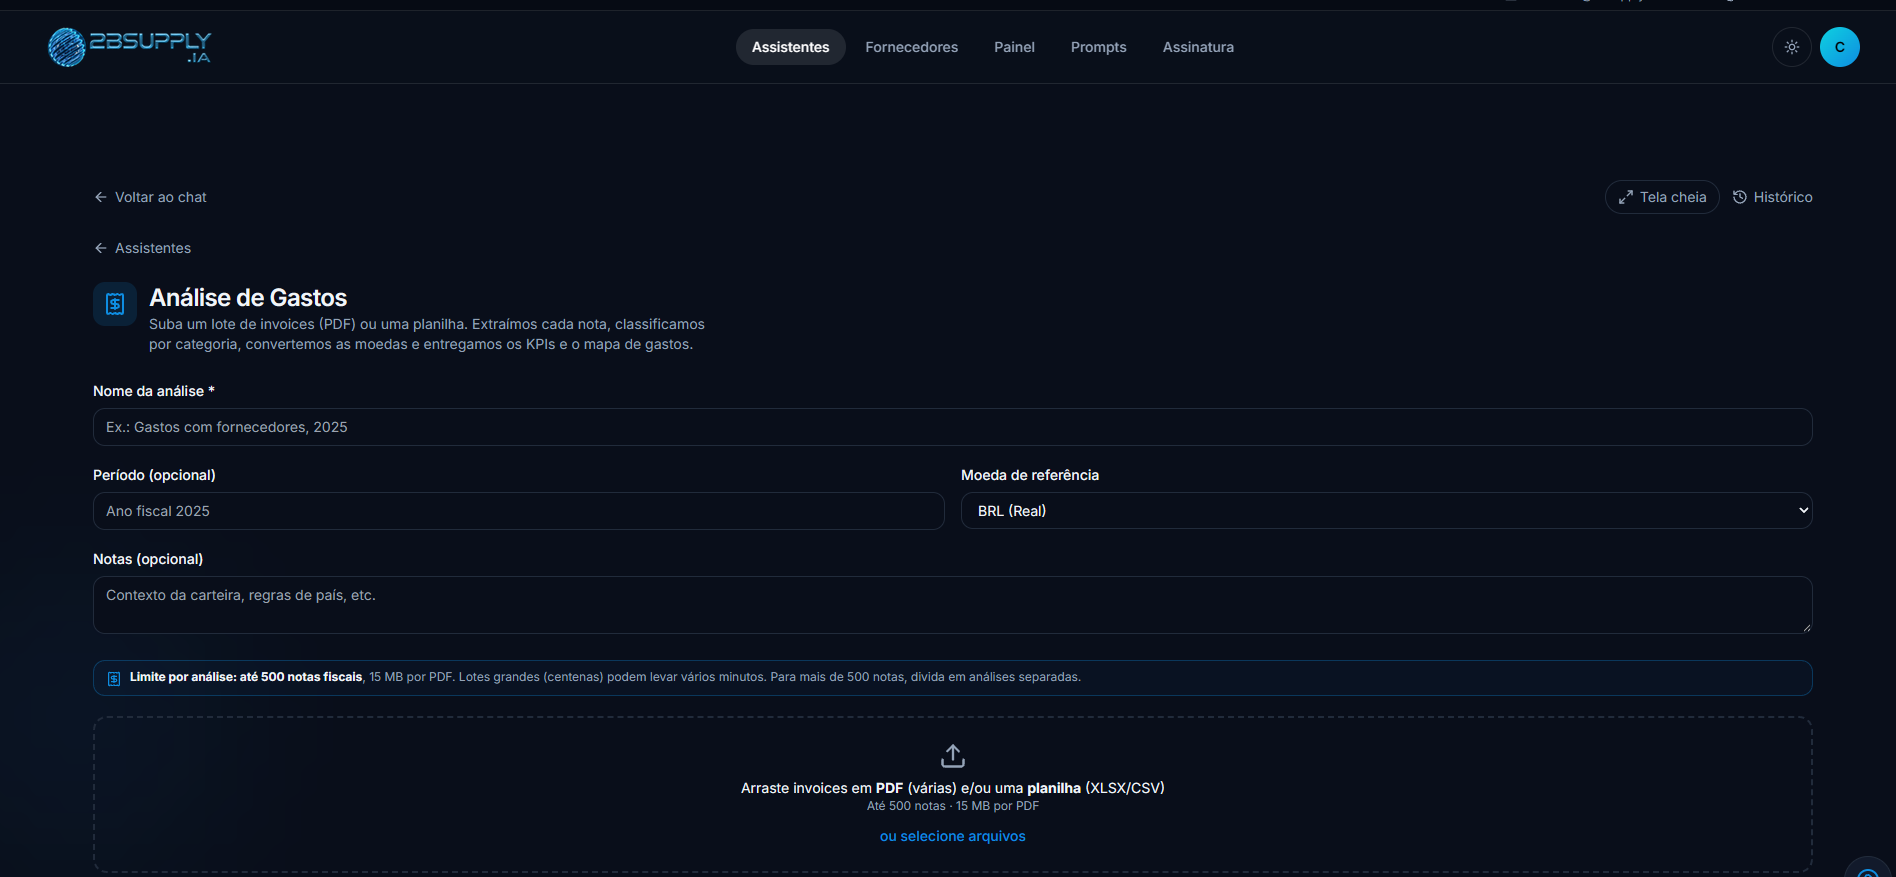 2BSUPPLY
.IA
Assistentes
Fornecedores
Painel
Prompts
Assinatura
C
Voltar ao chat
Tela cheia
Histórico
Assistentes
Análise de Gastos
Suba um lote de invoices (PDF) ou uma planilha. Extraímos cada nota, classificamos
por categoria, convertemos as moedas e entregamos os KPIs e o mapa de gastos.
Nome da análise *
Ex.: Gastos com fornecedores, 2025
Período (opcional)
Moeda de referência
Ano fiscal 2025
BRL (Real)
Notas (opcional)
Contexto da carteira, regras de país, etc.
Limite por análise: até 500 notas fiscais, 15 MB por PDF. Lotes grandes (centenas) podem levar vários minutos. Para mais de 500 notas, divida em análises separadas.
Arraste invoices em PDF (várias) e/ou uma planilha (XLSX/CSV)
Até 500 notas · 15 MB por PDF
ou selecione arquivos